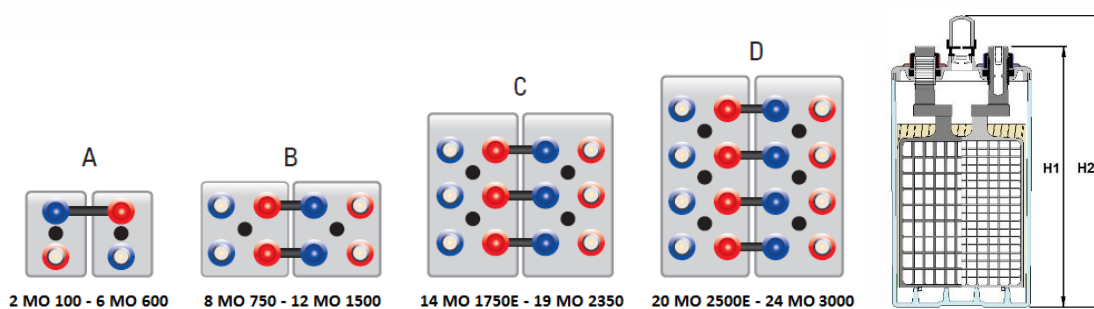 A
B
C
D
2 MO 100 - 6 MO 600
8 MO 750 - 12 MO 1500
14 MO 1750E - 19 MO 2350
20 MO 2500E - 24 MO 3000
H1
H2